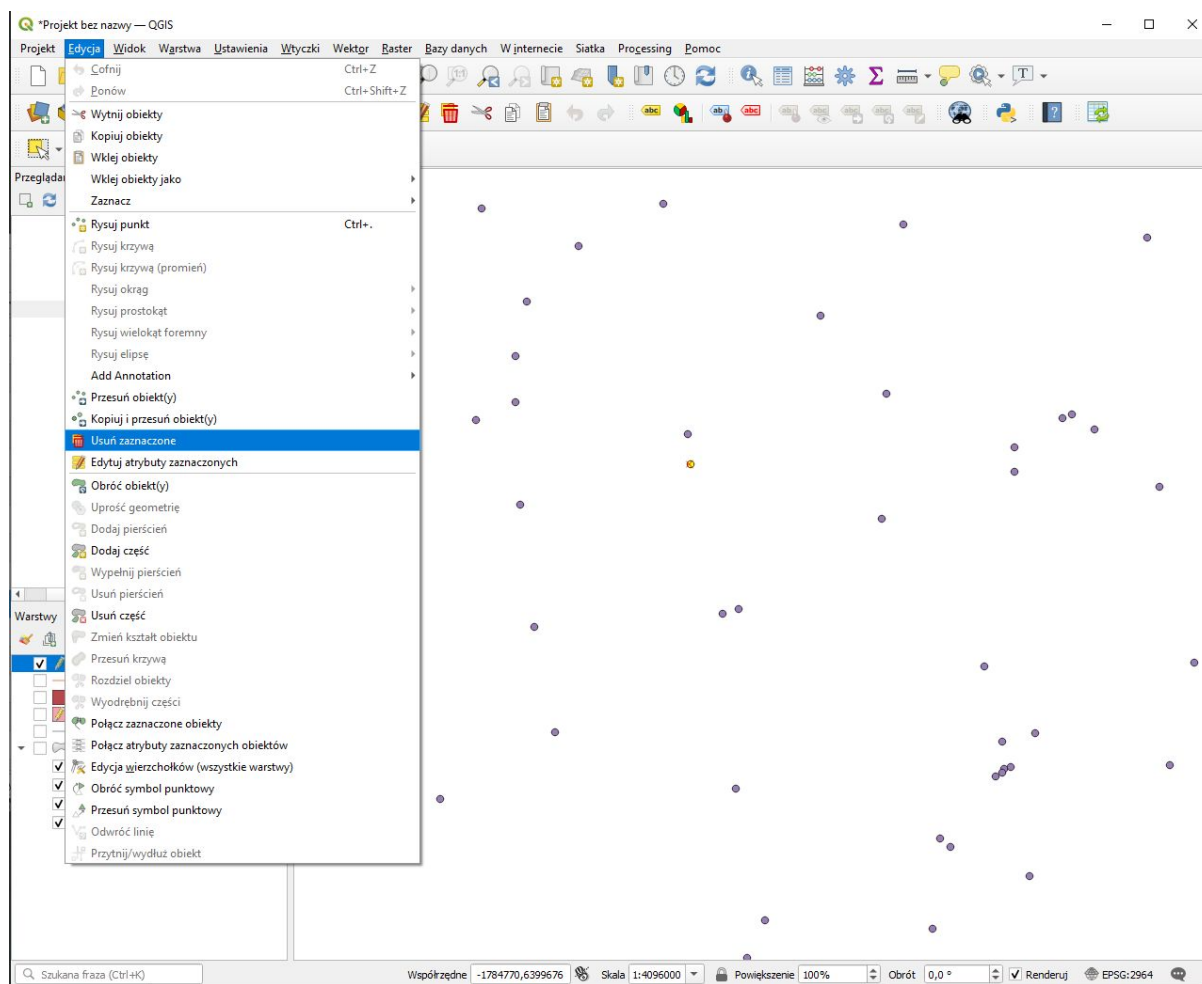 *Projekt bez nazwy — QGIS
Projekt Edycja Widok Warstwa Ustawienia Wtyczki Wektor Raster Bazy danych W internecie Siatka Processing Pomoc
Cofnij Ctrl+Z
Ponów Ctrl+Shift+Z
Wytnij obiekty
Kopiuj obiekty
Wklej obiekty
Wklej obiekty jako
Zaznacz
Rysuj punkt Ctrl+.
Rysuj krzywą
Rysuj krzywą (promień)
Rysuj okrąg
Rysuj prostokąt
Rysuj wielokąt foremny
Rysuj elipsę
Add Annotation
Przesuń obiekt(y)
Kopiuj i przesuń obiekt(y)
Usuń zaznaczone
Edytuj atrybuty zaznaczonych
Obróć obiekt(y)
Uprość geometrię
Dodaj pierścień
Dodaj część
Wypełnij pierścień
Usuń pierścień
Usuń część
Zmień kształt obiektu
Przesuń krzywą
Rozdziel obiekty
Wyodrębnij części
Połącz zaznaczone obiekty
Połącz atrybuty zaznaczonych obiektów
Edycja wierzchołków (wszystkie warstwy)
Obróć symbol punktowy
Przesuń symbol punktowy
Odwróć linię
Przytnij/wydłuż obiekt
Przegląda
Warstwy
Szukana fraza (Ctrl+K) Współrzędne -1784770,6399676 Skala 1:4096000 Powiększenie 100% Obrót 0,0 ° Renderuj EPSG:2964